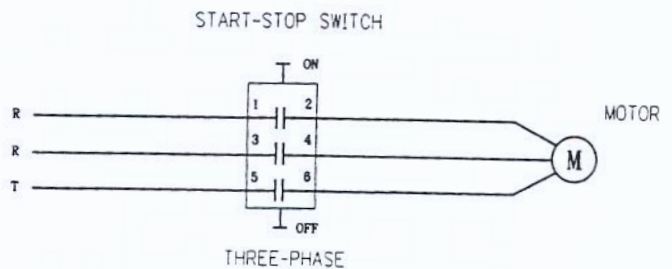 START-STOP SWITCH
ON
1 2
R
MOTOR
3 4
R
M
5 6
T
OFF
THREE-PHASE